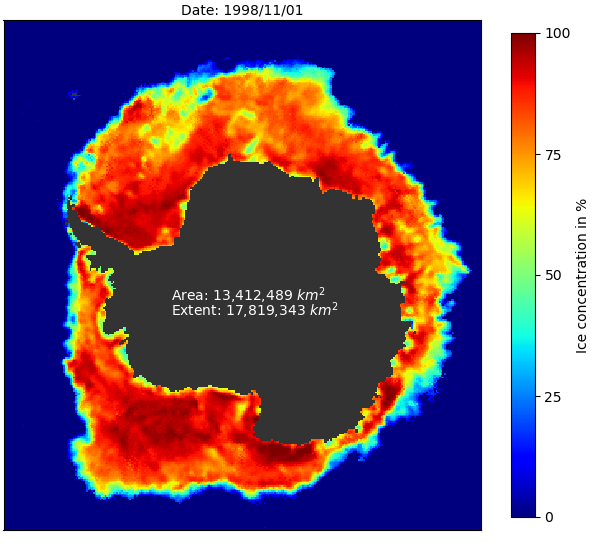 Date: 1998/11/01
Area: 13,412,489 km²
Extent: 17,819,343 km²
100
75
50
25
0
Ice concentration in %